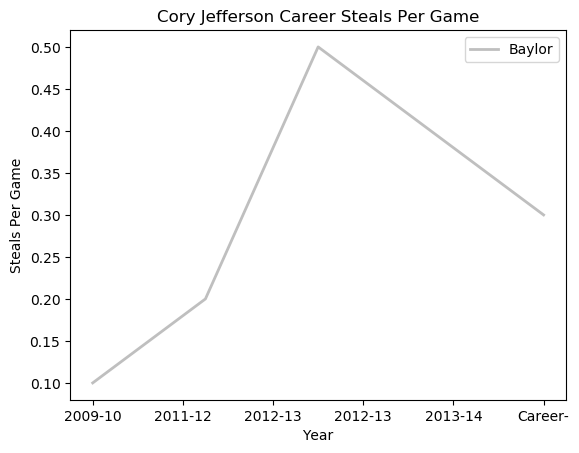 Cory Jefferson Career Steals Per Game
Baylor
Steals Per Game
0.50
0.45
0.40
0.35
0.30
0.25
0.20
0.15
0.10
2009-10 2011-12 2012-13 2012-13 2013-14 Career-
Year